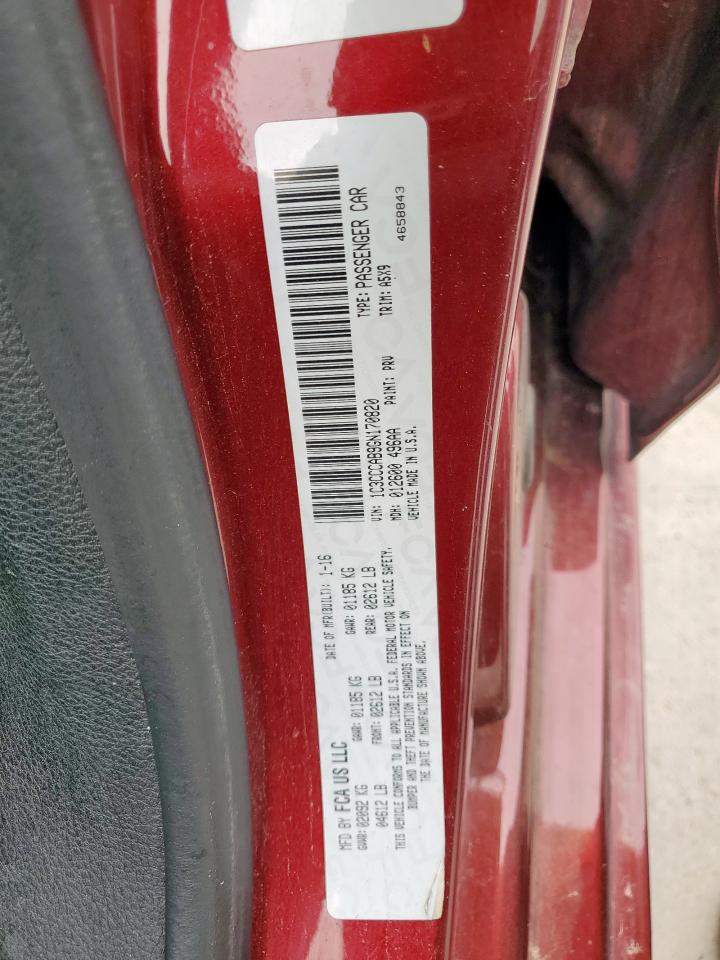 MFD BY FCA US LLC
DATE OF MFR(BUILT): 1-16
GVWR: 02092 KG GAWR: 01185 KG GAWR: 01185 KG
04612 LB FRONT: 02612 LB REAR: 02612 LB
THIS VEHICLE CONFORMS TO ALL APPLICABLE U.S.A. FEDERAL MOTOR VEHICLE SAFETY,
BUMPER AND THEFT PREVENTION STANDARDS IN EFFECT ON
THE DATE OF MANUFACTURE SHOWN ABOVE.
VIN: 1C3CCCAB9GN170820 TYPE: PASSENGER CAR
MDH: 012600 496AA PAINT: PRV TRIM: A5X9
VEHICLE MADE IN U.S.A. 4658843